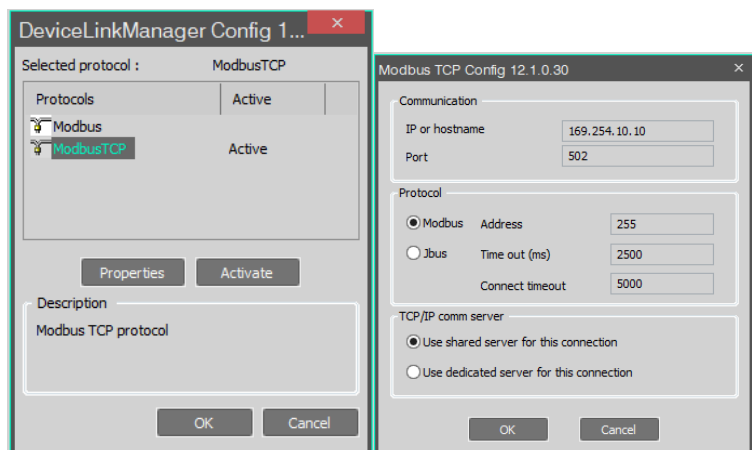 DeviceLinkManager Config 1...
Selected protocol : ModbusTCP
Protocols Active
Modbus
ModbusTCP Active
Properties Activate
Description
Modbus TCP protocol
OK Cancel
Modbus TCP Config 12.1.0.30
Communication
IP or hostname 169.254.10.10
Port 502
Protocol
Modbus Address 255
Jbus Time out (ms) 2500
Connect timeout 5000
TCP/IP comm server
Use shared server for this connection
Use dedicated server for this connection
OK Cancel